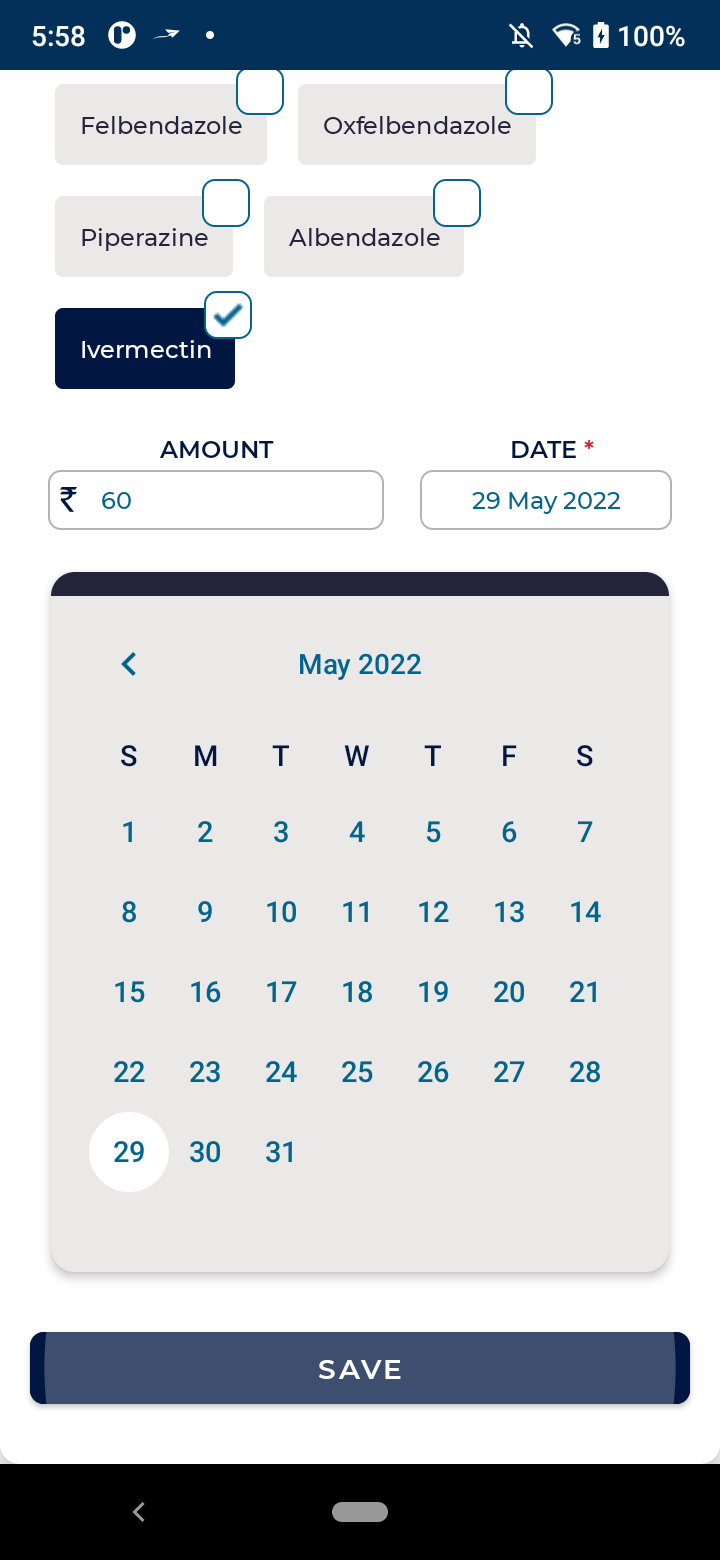 5:58 100%
Felbendazole Oxfelbendazole
Piperazine Albendazole
Ivermectin
AMOUNT DATE *
₹ 60 29 May 2022
May 2022
S M T W T F S
1 2 3 4 5 6 7
8 9 10 11 12 13 14
15 16 17 18 19 20 21
22 23 24 25 26 27 28
29 30 31
SAVE